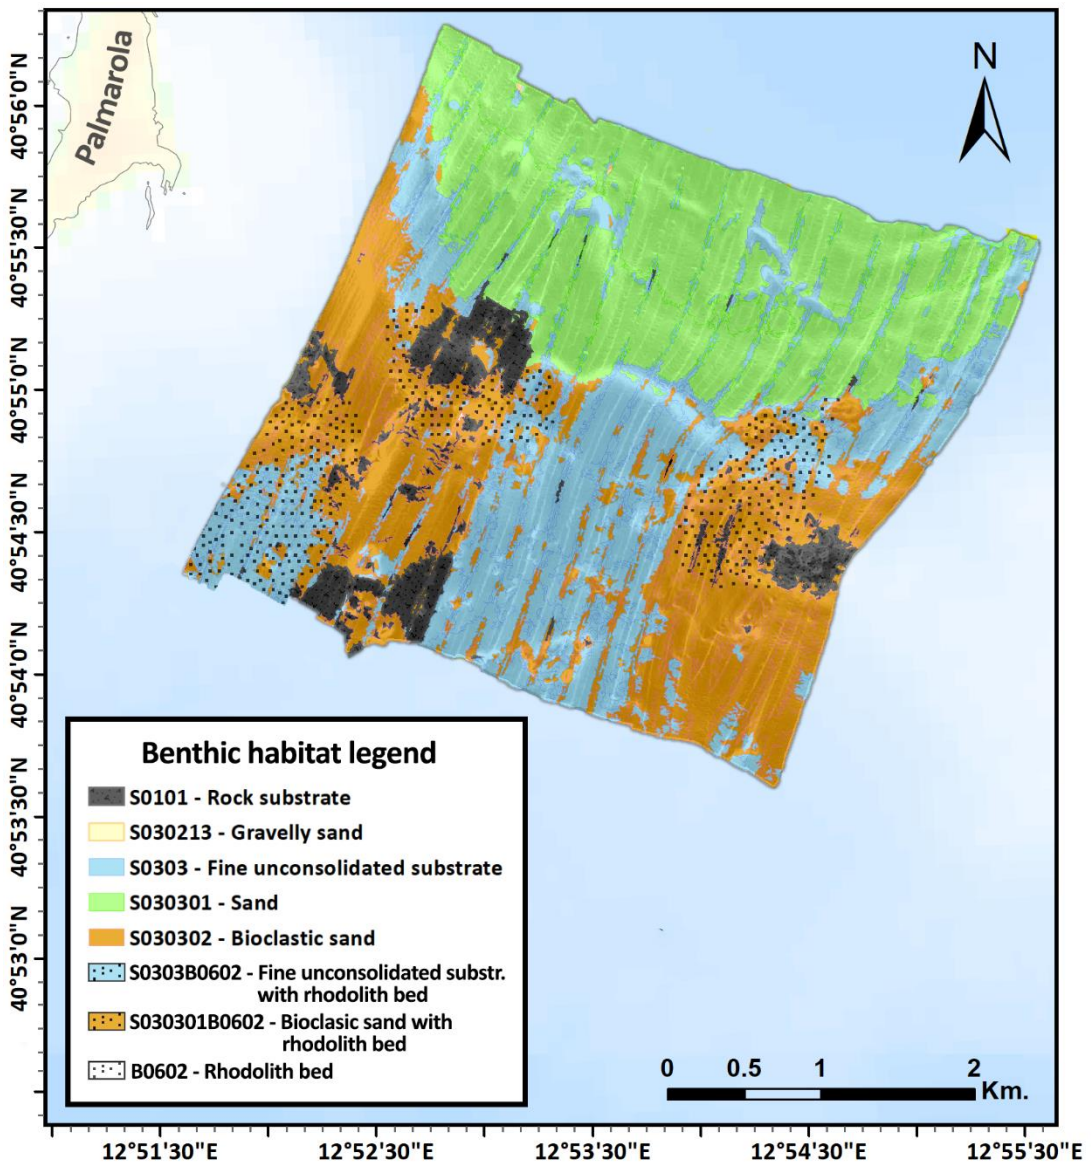 Palmarola
N
40°56'0"N
40°55'30"N
40°55'0"N
40°54'30"N
40°54'0"N
40°53'30"N
40°53'0"N
Benthic habitat legend
S0101 - Rock substrate
S030213 - Gravelly sand
S0303 - Fine unconsolidated substrate
S030301 - Sand
S030302 - Bioclastic sand
S0303B0602 - Fine unconsolidated substr.
with rhodolith bed
S030301B0602 - Bioclasic sand with
rhodolith bed
B0602 - Rhodolith bed
0 0.5 1 2
Km.
12°51'30"E 12°52'30"E 12°53'30"E 12°54'30"E 12°55'30"E